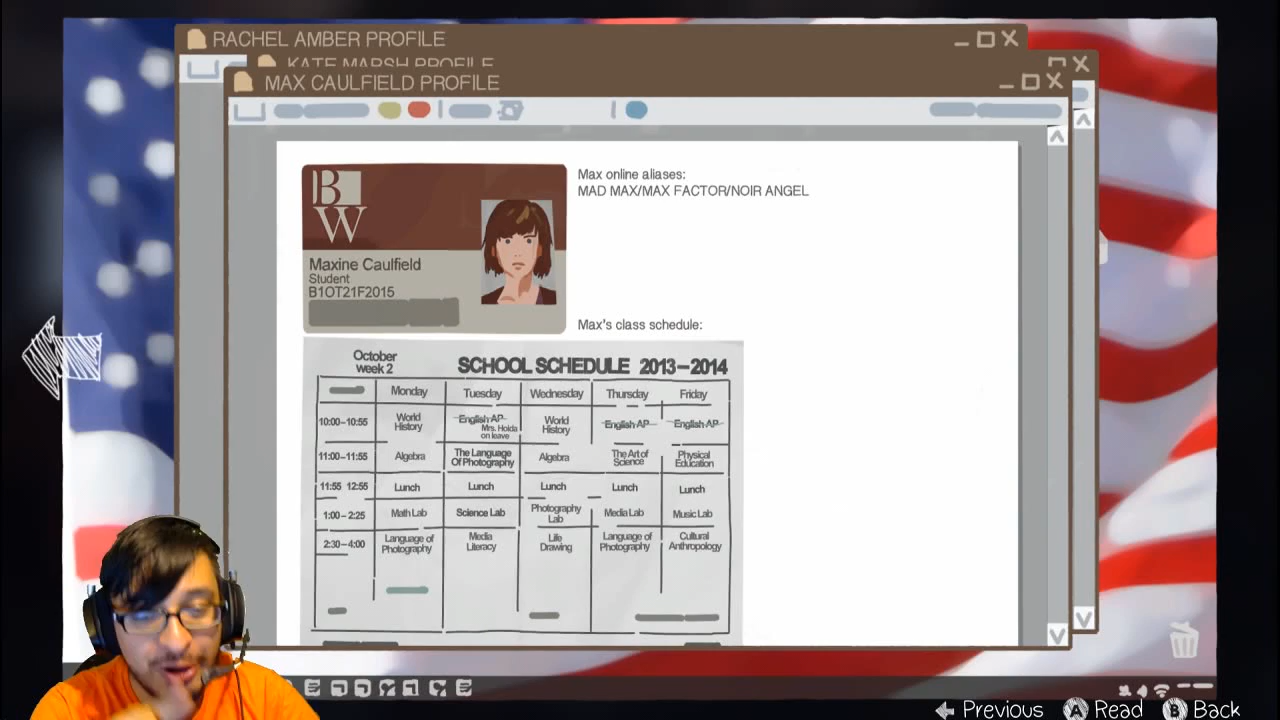 RACHEL AMBER PROFILE
KATE MARSH PROFILE
MAX CAULFIELD PROFILE
BW
Max online aliases:
MAD MAX/MAX FACTOR/NOIR ANGEL
Maxine Caulfield
Student
B1OT21F2015
Max's class schedule:
October week 2
SCHOOL SCHEDULE 2013-2014
Monday Tuesday Wednesday Thursday Friday
10:00-10:55 World History English AP Mrs. Hoida on leave World History English AP English AP
11:00-11:55 Algebra The Language Of Photography Algebra The Art of Science Physical Education
11:55 12:55 Lunch Lunch Lunch Lunch Lunch
1:00-2:25 Math Lab Science Lab Photography Lab Media Lab Music Lab
2:30-4:00 Language of Photography Media Literacy Life Drawing Language of Photography Cultural Anthropology
Previous A Read B Back